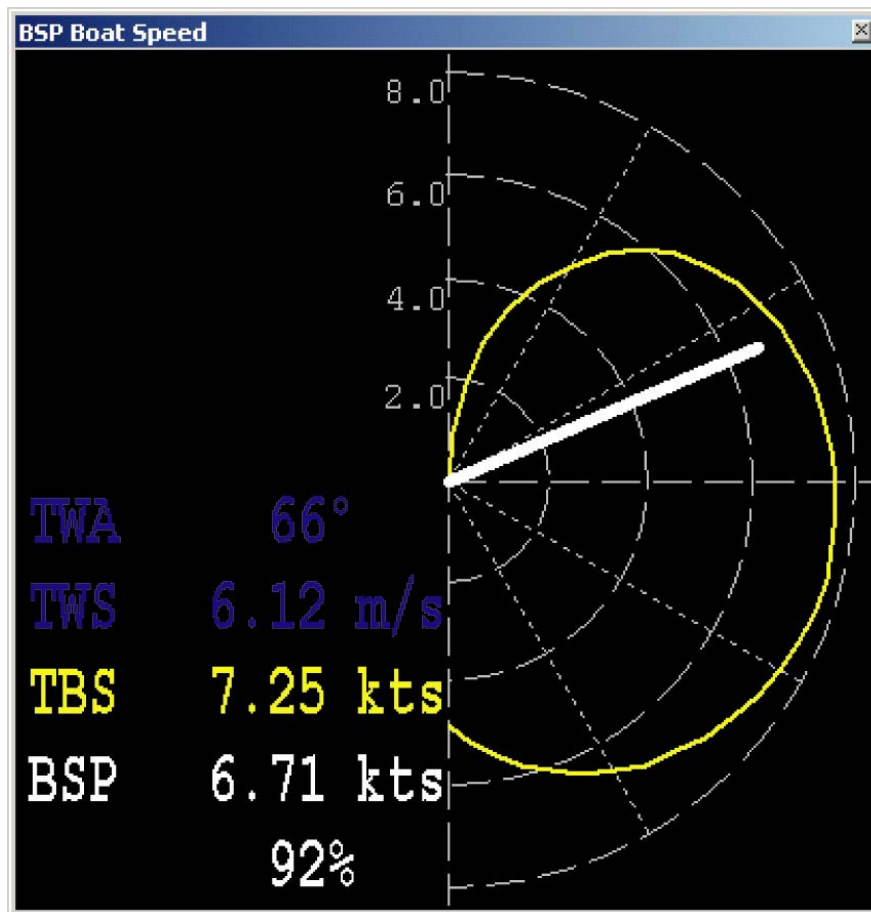 BSP Boat Speed
8.0
6.0
4.0
2.0
TWA 66°
TWS 6.12 m/s
TBS 7.25 kts
BSP 6.71 kts
92%